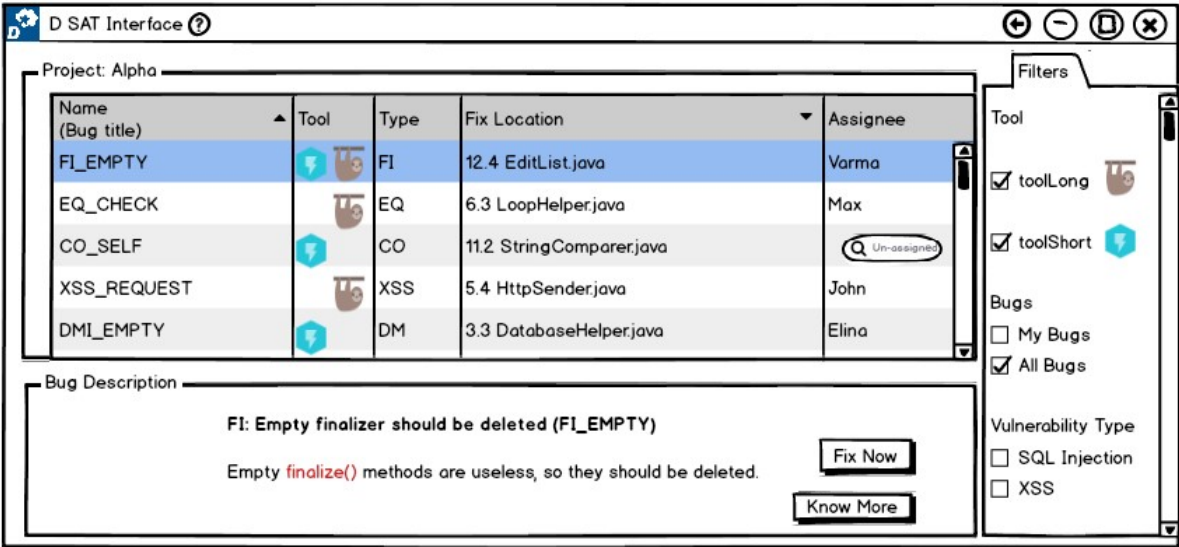 D
D SAT Interface ?
Project: Alpha
Name
(Bug title)
Tool
Type
Fix Location
Assignee
FI_EMPTY
FI
12.4 EditList.java
Varma
EQ_CHECK
EQ
6.3 LoopHelper.java
Max
CO_SELF
CO
11.2 StringComparer.java
Un-assigned
XSS_REQUEST
XSS
5.4 HttpSender.java
John
DMI_EMPTY
DM
3.3 DatabaseHelper.java
Elina
Bug Description
FI: Empty finalizer should be deleted (FI_EMPTY)
Empty finalize() methods are useless, so they should be deleted.
Fix Now
Know More
Filters
Tool
toolLong
toolShort
Bugs
My Bugs
All Bugs
Vulnerability Type
SQL Injection
XSS